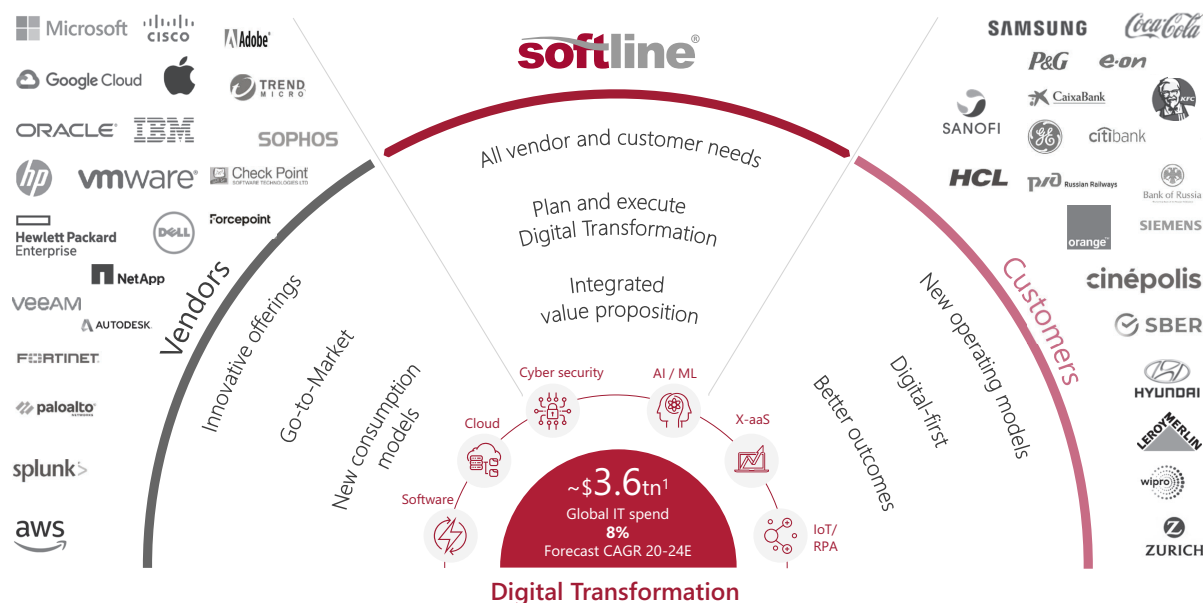 Microsoft
CISCO
Adobe®
Google Cloud
TREND
MICRO
ORACLE®
IBM
SOPHOS
hp
vmware®
Check Point
SOFTWARE TECHNOLOGIES LTD
Hewlett Packard
Enterprise
DELL
Forcepoint
NetApp
veeAM
AUTODESK
FORTINET
paloalto®
NETWORKS
splunk>
aws
softline®
All vendor and customer needs
Plan and execute
Digital Transformation
Integrated
value proposition
Vendors
Innovative offerings
Go-to-Market
New consumption
models
Customers
New operating models
Digital-first
Better outcomes
Software
Cloud
Cyber security
AI / ML
X-aaS
IoT/
RPA
~$3.6tn¹
Global IT spend
8%
Forecast CAGR 20-24E
Digital Transformation
SAMSUNG
Coca-Cola
P&G
e·on
SANOFI
CaixaBank
KFC
GE
citibank
HCL
pza Russian Railways
Bank of Russia
orange™
SIEMENS
cinépolis
SBER
HYUNDAI
LEROY MERLIN
wipro
Z
ZURICH